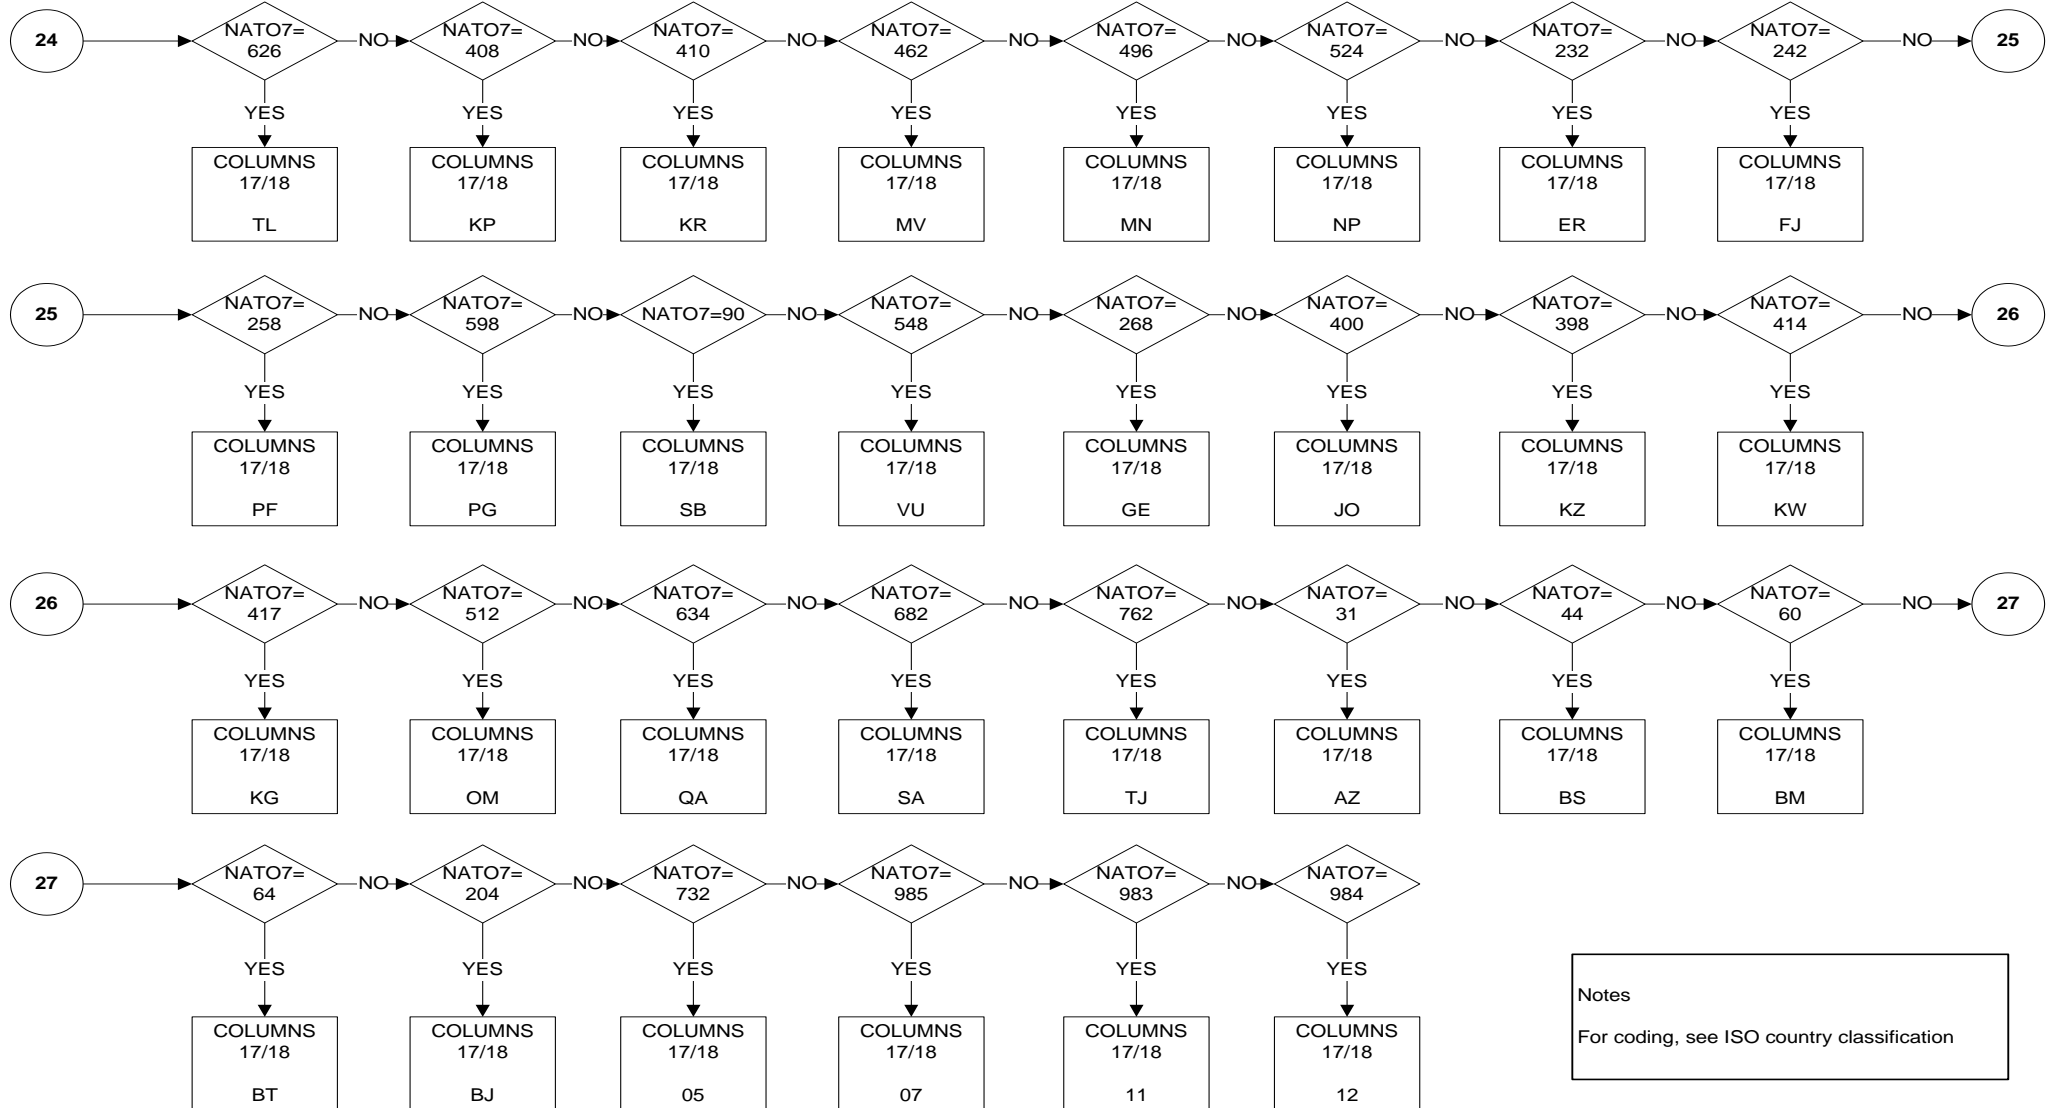 24
NATO7=
626
NO
NATO7=
408
NO
NATO7=
410
NO
NATO7=
462
NO
NATO7=
496
NO
NATO7=
524
NO
NATO7=
232
NO
NATO7=
242
NO
25
YES
YES
YES
YES
YES
YES
YES
YES
COLUMNS
17/18
TL
COLUMNS
17/18
KP
COLUMNS
17/18
KR
COLUMNS
17/18
MV
COLUMNS
17/18
MN
COLUMNS
17/18
NP
COLUMNS
17/18
ER
COLUMNS
17/18
FJ
25
NATO7=
258
NO
NATO7=
598
NO
NATO7=90
NO
NATO7=
548
NO
NATO7=
268
NO
NATO7=
400
NO
NATO7=
398
NO
NATO7=
414
NO
26
YES
YES
YES
YES
YES
YES
YES
YES
COLUMNS
17/18
PF
COLUMNS
17/18
PG
COLUMNS
17/18
SB
COLUMNS
17/18
VU
COLUMNS
17/18
GE
COLUMNS
17/18
JO
COLUMNS
17/18
KZ
COLUMNS
17/18
KW
26
NATO7=
417
NO
NATO7=
512
NO
NATO7=
634
NO
NATO7=
682
NO
NATO7=
762
NO
NATO7=
31
NO
NATO7=
44
NO
NATO7=
60
NO
27
YES
YES
YES
YES
YES
YES
YES
YES
COLUMNS
17/18
KG
COLUMNS
17/18
OM
COLUMNS
17/18
QA
COLUMNS
17/18
SA
COLUMNS
17/18
TJ
COLUMNS
17/18
AZ
COLUMNS
17/18
BS
COLUMNS
17/18
BM
27
NATO7=
64
NO
NATO7=
204
NO
NATO7=
732
NO
NATO7=
985
NO
NATO7=
983
NO
NATO7=
984
YES
YES
YES
YES
YES
YES
COLUMNS
17/18
BT
COLUMNS
17/18
BJ
COLUMNS
17/18
05
COLUMNS
17/18
07
COLUMNS
17/18
11
COLUMNS
17/18
12
Notes
For coding, see ISO country classification